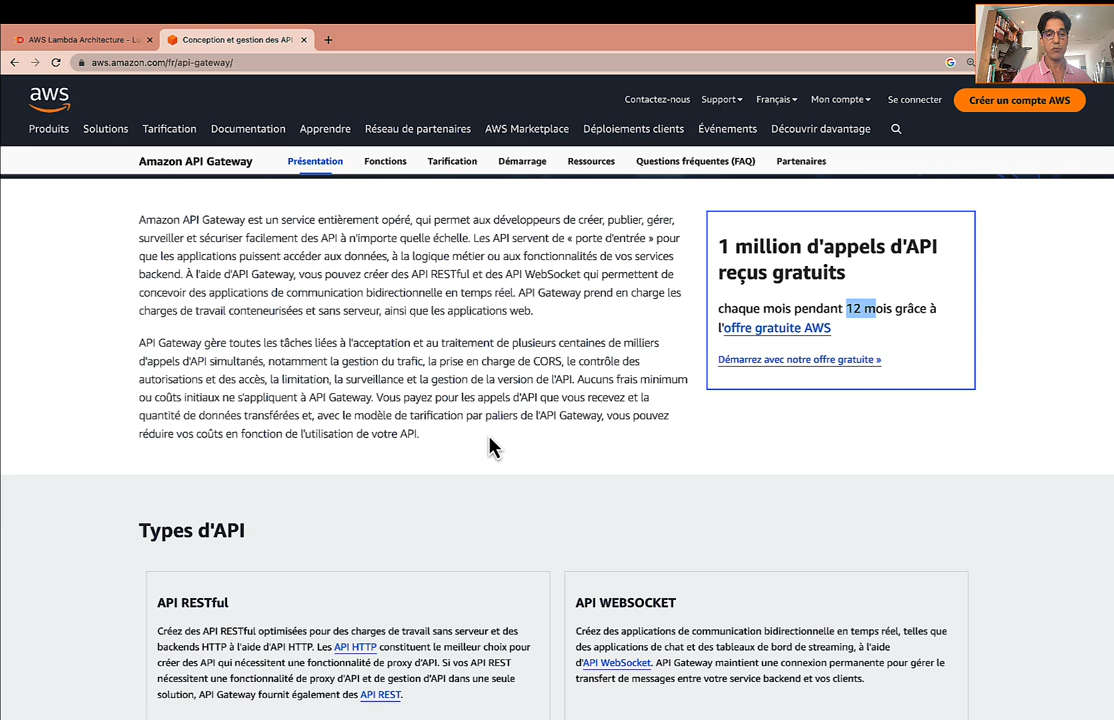 AWS Lambda Architecture - Lu
Conception et gestion des API
aws.amazon.com/fr/api-gateway/
aws
Contactez-nous Support Français Mon compte Se connecter Créer un compte AWS
Produits Solutions Tarification Documentation Apprendre Réseau de partenaires AWS Marketplace Déploiements clients Événements Découvrir davantage
Amazon API Gateway Présentation Fonctions Tarification Démarrage Ressources Questions fréquentes (FAQ) Partenaires
Amazon API Gateway est un service entièrement opéré, qui permet aux développeurs de créer, publier, gérer,
surveiller et sécuriser facilement des API à n'importe quelle échelle. Les API servent de « porte d'entrée » pour
que les applications puissent accéder aux données, à la logique métier ou aux fonctionnalités de vos services
backend. À l'aide d'API Gateway, vous pouvez créer des API RESTful et des API WebSocket qui permettent de
concevoir des applications de communication bidirectionnelle en temps réel. API Gateway prend en charge les
charges de travail conteneurisées et sans serveur, ainsi que les applications web.
API Gateway gère toutes les tâches liées à l'acceptation et au traitement de plusieurs centaines de milliers
d'appels d'API simultanés, notamment la gestion du trafic, la prise en charge de CORS, le contrôle des
autorisations et des accès, la limitation, la surveillance et la gestion de la version de l'API. Aucuns frais minimum
ou coûts initiaux ne s'appliquent à API Gateway. Vous payez pour les appels d'API que vous recevez et la
quantité de données transférées et, avec le modèle de tarification par paliers de l'API Gateway, vous pouvez
réduire vos coûts en fonction de l'utilisation de votre API.
1 million d'appels d'API
reçus gratuits
chaque mois pendant 12 mois grâce à
l'offre gratuite AWS
Démarrez avec notre offre gratuite »
Types d'API
API RESTful
Créez des API RESTful optimisées pour des charges de travail sans serveur et des
backends HTTP à l'aide d'API HTTP. Les API HTTP constituent le meilleur choix pour
créer des API qui nécessitent une fonctionnalité de proxy d'API. Si vos API REST
nécessitent une fonctionnalité de proxy d'API et de gestion d'API dans une seule
solution, API Gateway fournit également des API REST.
API WEBSOCKET
Créez des applications de communication bidirectionnelle en temps réel, telles que
des applications de chat et des tableaux de bord de streaming, à l'aide
d'API WebSocket. API Gateway maintient une connexion permanente pour gérer le
transfert de messages entre votre service backend et vos clients.